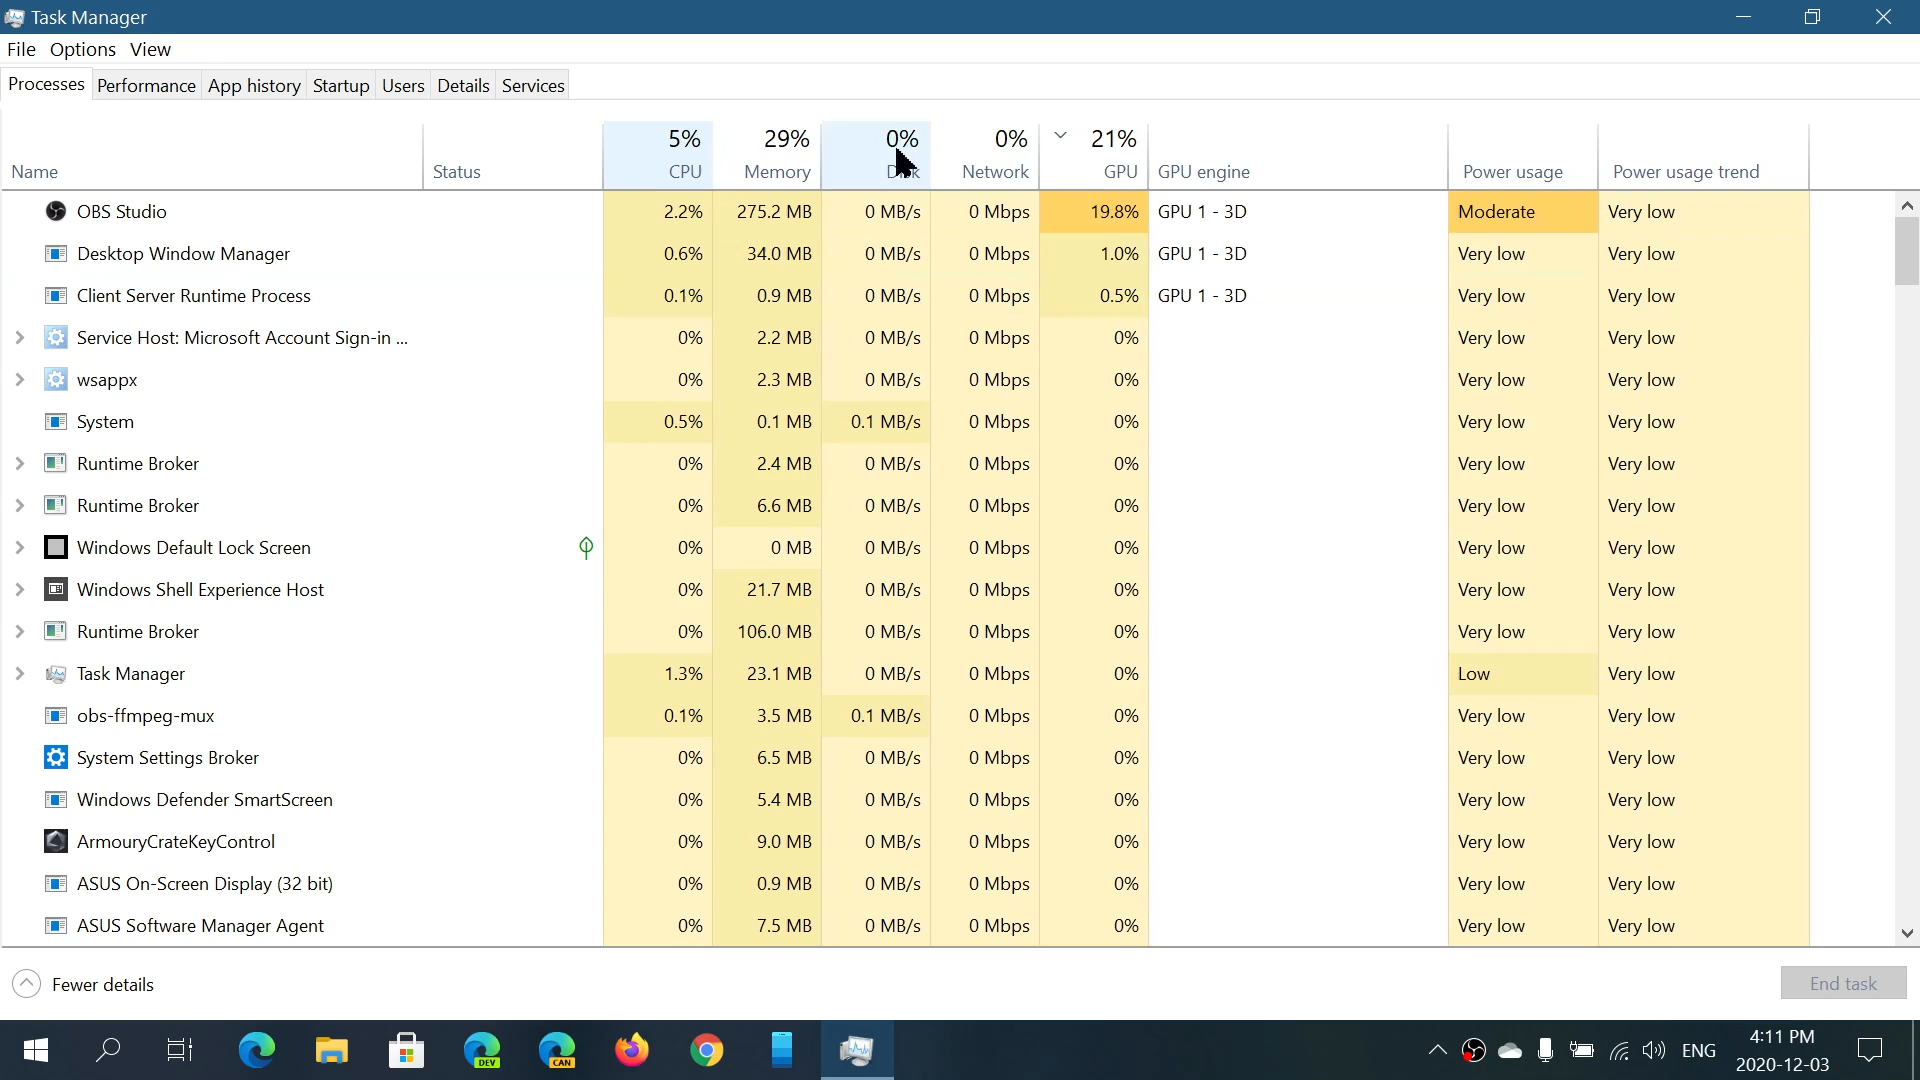 Task Manager
File Options View
Processes Performance App history Startup Users Details Services
5% 29% 0% 0% 21%
Name Status CPU Memory Disk Network GPU GPU engine Power usage Power usage trend
OBS Studio 2.2% 275.2 MB 0 MB/s 0 Mbps 19.8% GPU 1 - 3D Moderate Very low
Desktop Window Manager 0.6% 34.0 MB 0 MB/s 0 Mbps 1.0% GPU 1 - 3D Very low Very low
Client Server Runtime Process 0.1% 0.9 MB 0 MB/s 0 Mbps 0.5% GPU 1 - 3D Very low Very low
Service Host: Microsoft Account Sign-in ... 0% 2.2 MB 0 MB/s 0 Mbps 0% Very low Very low
wsappx 0% 2.3 MB 0 MB/s 0 Mbps 0% Very low Very low
System 0.5% 0.1 MB 0.1 MB/s 0 Mbps 0% Very low Very low
Runtime Broker 0% 2.4 MB 0 MB/s 0 Mbps 0% Very low Very low
Runtime Broker 0% 6.6 MB 0 MB/s 0 Mbps 0% Very low Very low
Windows Default Lock Screen 0% 0 MB 0 MB/s 0 Mbps 0% Very low Very low
Windows Shell Experience Host 0% 21.7 MB 0 MB/s 0 Mbps 0% Very low Very low
Runtime Broker 0% 106.0 MB 0 MB/s 0 Mbps 0% Very low Very low
Task Manager 1.3% 23.1 MB 0 MB/s 0 Mbps 0% Low Very low
obs-ffmpeg-mux 0.1% 3.5 MB 0.1 MB/s 0 Mbps 0% Very low Very low
System Settings Broker 0% 6.5 MB 0 MB/s 0 Mbps 0% Very low Very low
Windows Defender SmartScreen 0% 5.4 MB 0 MB/s 0 Mbps 0% Very low Very low
ArmouryCrateKeyControl 0% 9.0 MB 0 MB/s 0 Mbps 0% Very low Very low
ASUS On-Screen Display (32 bit) 0% 0.9 MB 0 MB/s 0 Mbps 0% Very low Very low
ASUS Software Manager Agent 0% 7.5 MB 0 MB/s 0 Mbps 0% Very low Very low
Fewer details End task
DEV CAN ENG 4:11 PM
2020-12-03